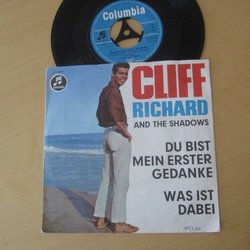 Columbia
CLIFF
RICHARD
AND THE SHADOWS
DU BIST
MEIN ERSTER
GEDANKE
WAS IST
DABEI